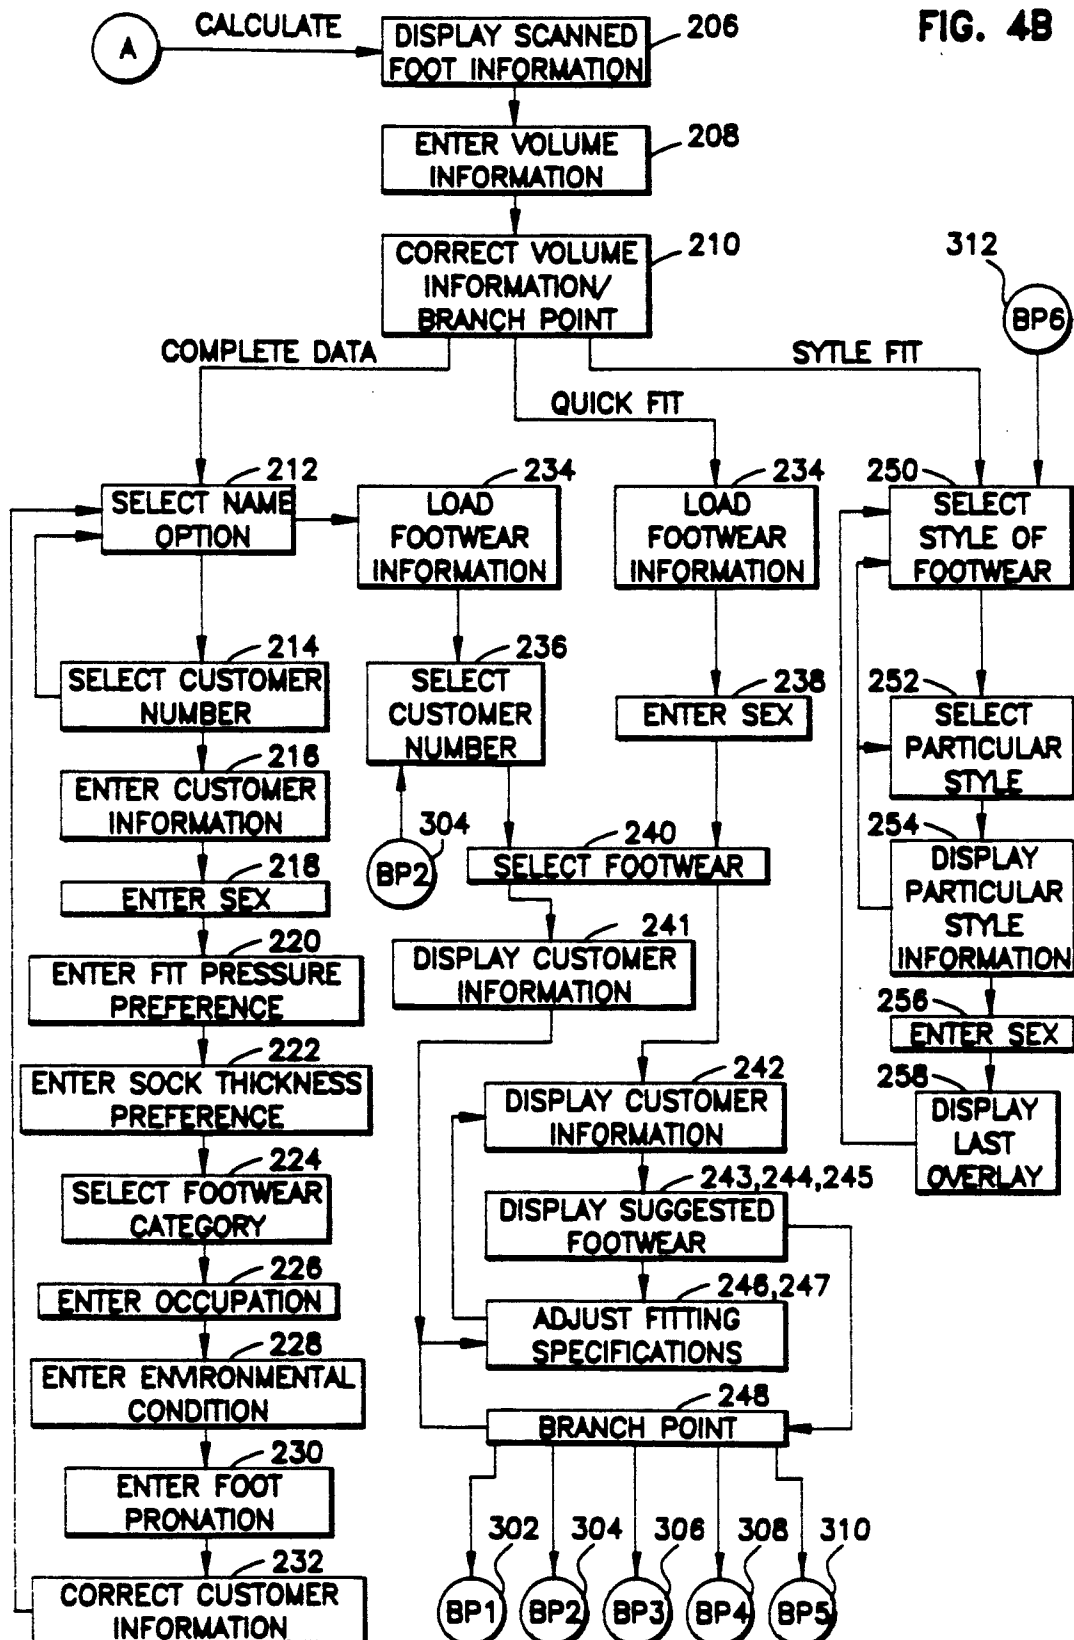 FIG. 4B
A
CALCULATE
DISPLAY SCANNED
FOOT INFORMATION
206
ENTER VOLUME
INFORMATION
208
CORRECT VOLUME
INFORMATION/
BRANCH POINT
210
312
BP6
COMPLETE DATA
QUICK FIT
SYTLE FIT
212
SELECT NAME
OPTION
234
LOAD
FOOTWEAR
INFORMATION
234
LOAD
FOOTWEAR
INFORMATION
250
SELECT
STYLE OF
FOOTWEAR
214
SELECT CUSTOMER
NUMBER
236
SELECT
CUSTOMER
NUMBER
238
ENTER SEX
252
SELECT
PARTICULAR
STYLE
216
ENTER CUSTOMER
INFORMATION
304
BP2
240
SELECT FOOTWEAR
254
DISPLAY
PARTICULAR
STYLE
INFORMATION
218
ENTER SEX
241
DISPLAY CUSTOMER
INFORMATION
220
ENTER FIT PRESSURE
PREFERENCE
256
ENTER SEX
222
ENTER SOCK THICKNESS
PREFERENCE
242
DISPLAY CUSTOMER
INFORMATION
258
DISPLAY
LAST
OVERLAY
224
SELECT FOOTWEAR
CATEGORY
243,244,245
DISPLAY SUGGESTED
FOOTWEAR
226
ENTER OCCUPATION
246,247
ADJUST FITTING
SPECIFICATIONS
228
ENTER ENVIRONMENTAL
CONDITION
248
BRANCH POINT
230
ENTER FOOT
PRONATION
232
CORRECT CUSTOMER
INFORMATION
302
BP1
304
BP2
306
BP3
308
BP4
310
BP5